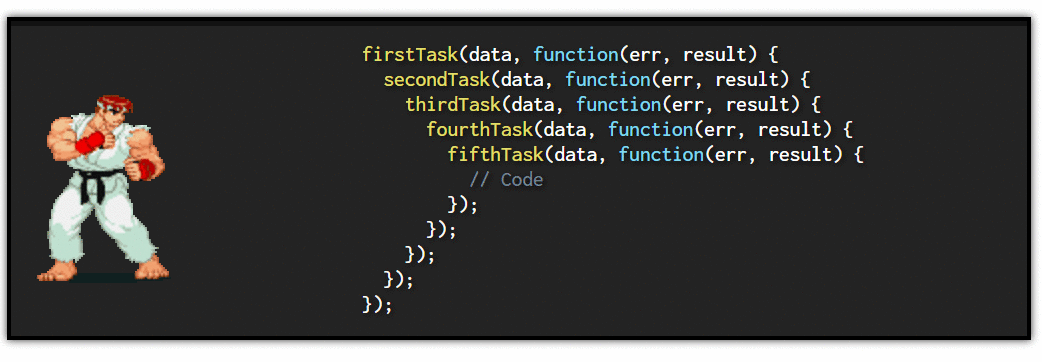 firstTask(data, function(err, result) {
  secondTask(data, function(err, result) {
    thirdTask(data, function(err, result) {
      fourthTask(data, function(err, result) {
        fifthTask(data, function(err, result) {
          // Code
        });
      });
    });
  });
});